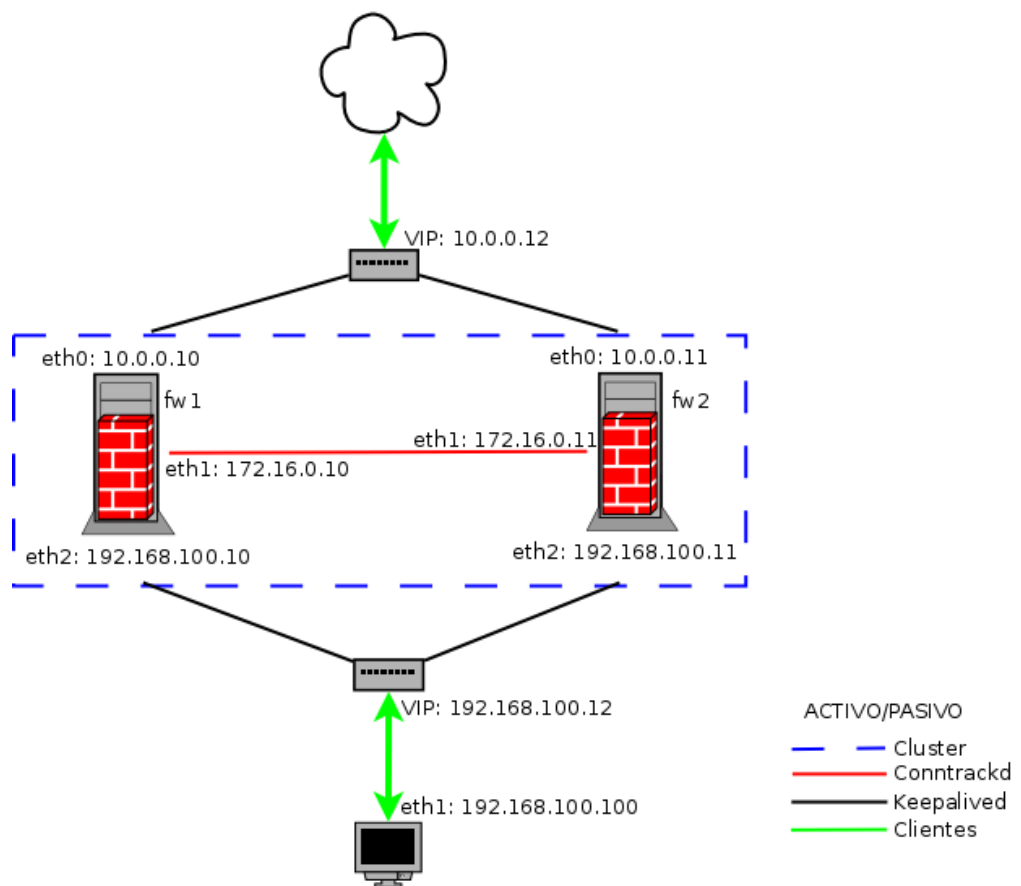 VIP: 10.0.0.12
eth0: 10.0.0.10
eth0: 10.0.0.11
fw1
fw2
eth1: 172.16.0.11
eth1: 172.16.0.10
eth2: 192.168.100.10
eth2: 192.168.100.11
VIP: 192.168.100.12
ACTIVO/PASIVO
Cluster
Conntrackd
Keepalived
Clientes
eth1: 192.168.100.100